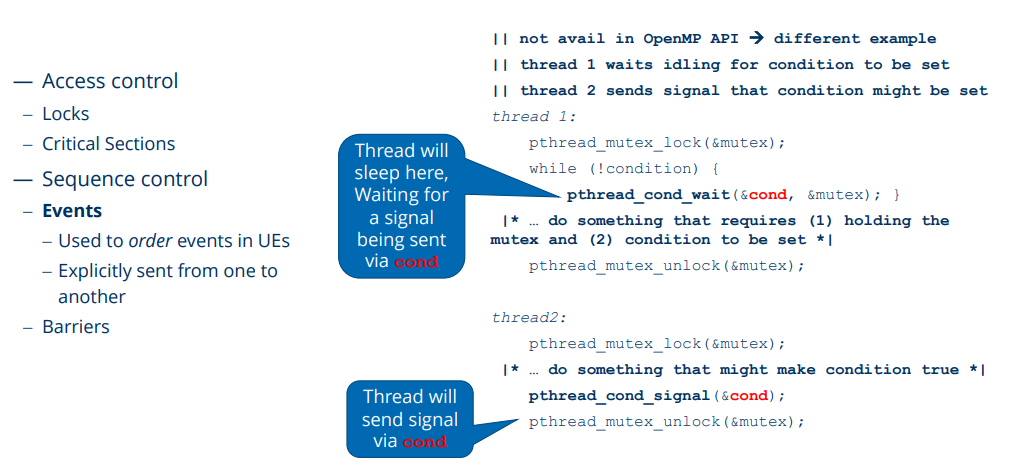 — Access control
– Locks
– Critical Sections
— Sequence control
– Events
– Used to order events in UEs
– Explicitly sent from one to
another
– Barriers
|| not avail in OpenMP API → different example
|| thread 1 waits idling for condition to be set
|| thread 2 sends signal that condition might be set
thread 1:
pthread_mutex_lock(&mutex);
while (!condition) {
pthread_cond_wait(&cond, &mutex); }
|* … do something that requires (1) holding the
mutex and (2) condition to be set *|
pthread_mutex_unlock(&mutex);
Thread will
sleep here,
Waiting for
a signal
being sent
via cond
thread2:
pthread_mutex_lock(&mutex);
|* … do something that might make condition true *|
pthread_cond_signal(&cond);
pthread_mutex_unlock(&mutex);
Thread will
send signal
via cond